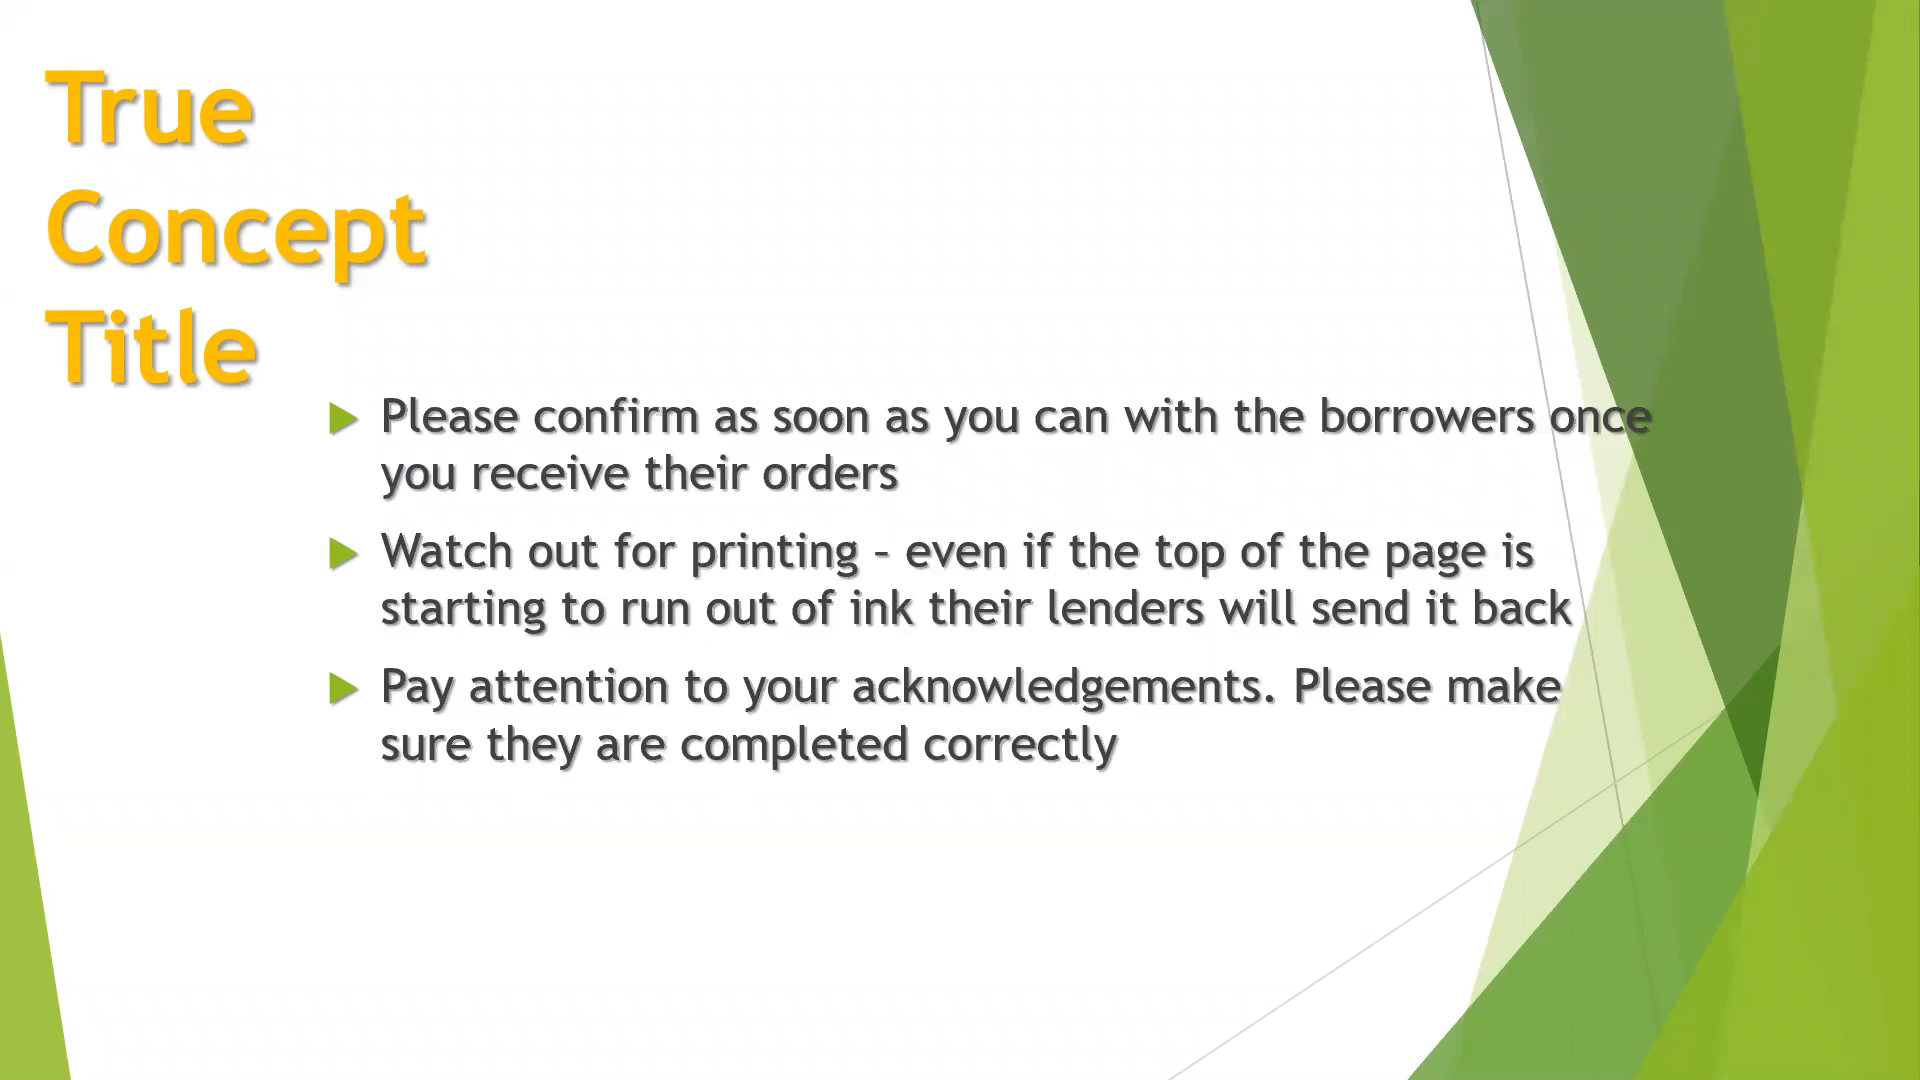 True
Concept
Title
Please confirm as soon as you can with the borrowers once
you receive their orders
Watch out for printing – even if the top of the page is
starting to run out of ink their lenders will send it back
Pay attention to your acknowledgements. Please make
sure they are completed correctly